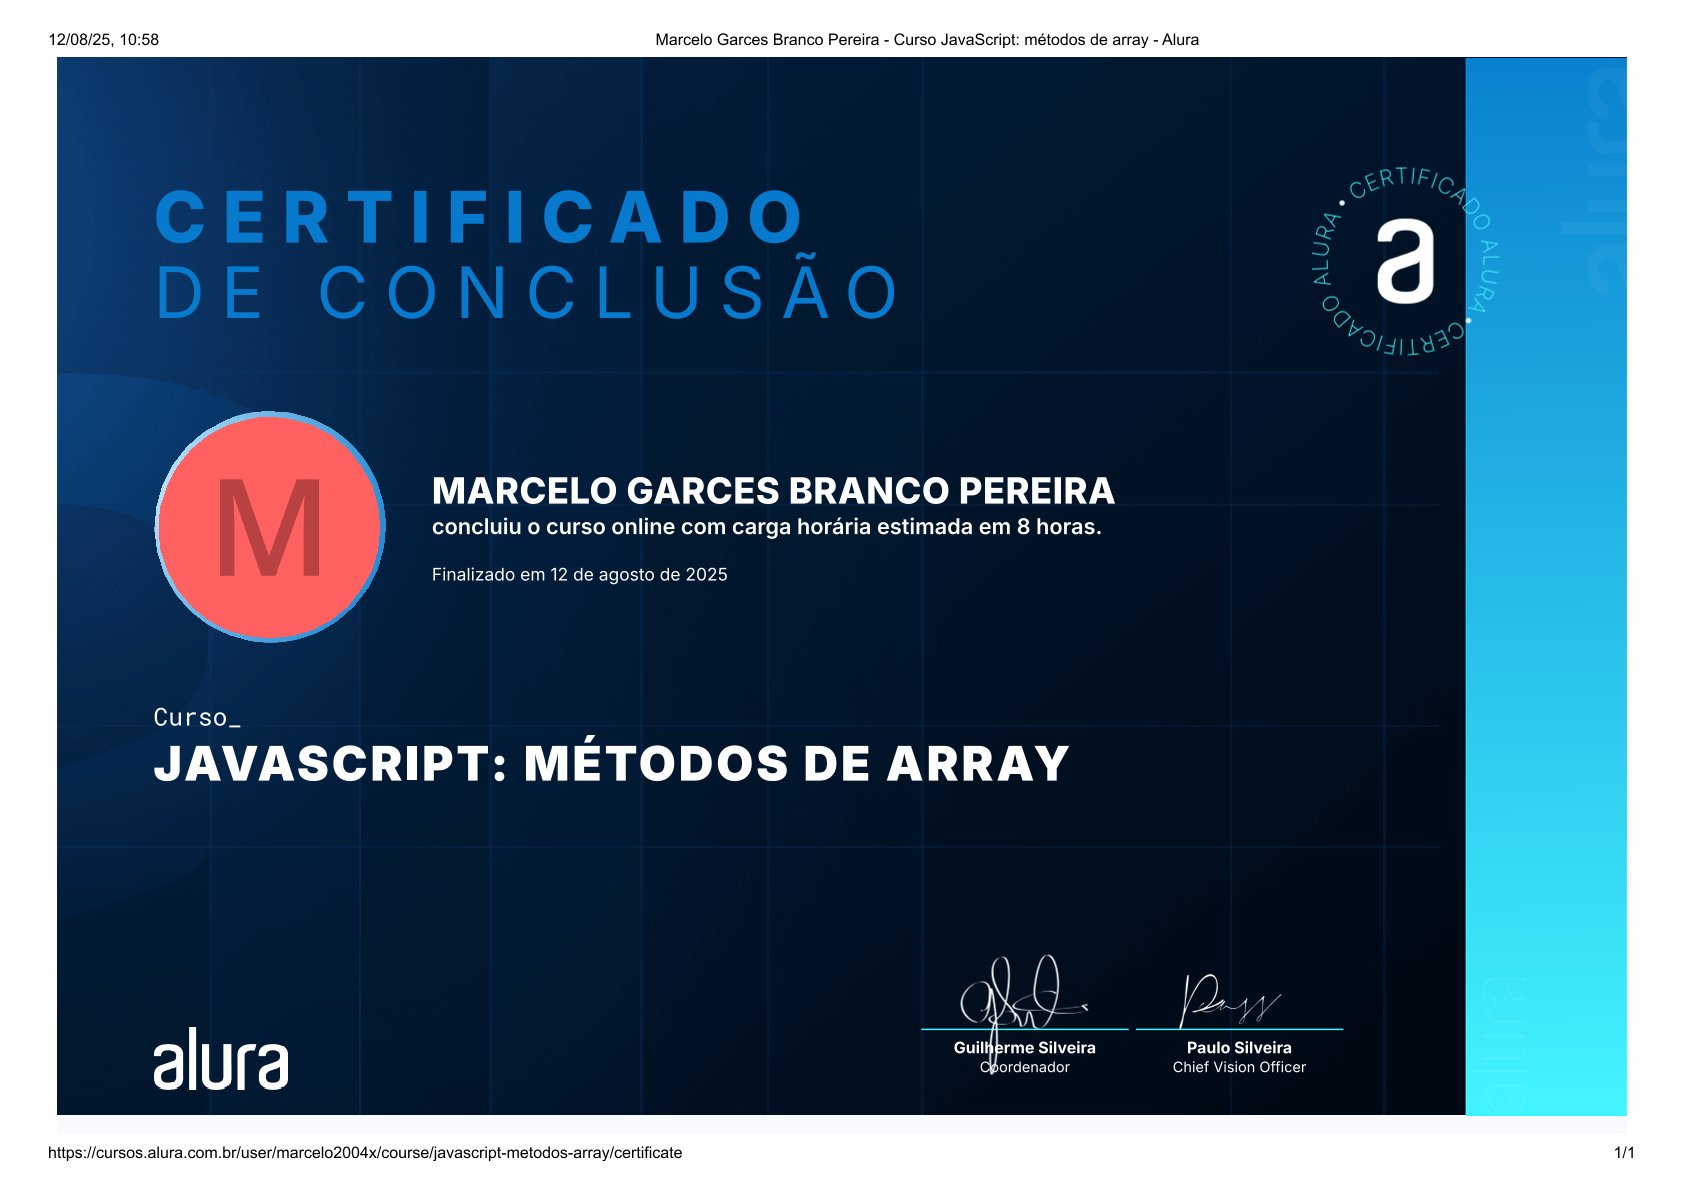 12/08/25, 10:58
Marcelo Garces Branco Pereira - Curso JavaScript: métodos de array - Alura
alura
CERTIFICADO
DE CONCLUSÃO
• CERTIFICADO ALURA • CERTIFICADO ALURA
a
M
MARCELO GARCES BRANCO PEREIRA
concluiu o curso online com carga horária estimada em 8 horas.
Finalizado em 12 de agosto de 2025
Curso_
JAVASCRIPT: MÉTODOS DE ARRAY
alura
Guilherme Silveira
Coordenador
Paulo Silveira
Chief Vision Officer
alura
https://cursos.alura.com.br/user/marcelo2004x/course/javascript-metodos-array/certificate
1/1